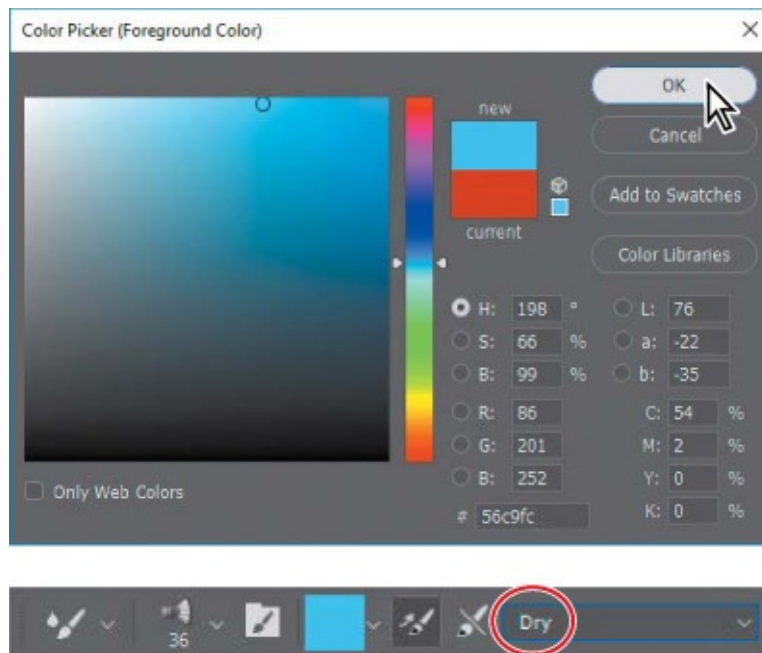 Color Picker (Foreground Color)
new
current
OK
Cancel
Add to Swatches
Color Libraries
H: 198 °
S: 66 %
B: 99 %
R: 86
G: 201
B: 252
# 56c9fc
L: 76
a: -22
b: -35
C: 54 %
M: 2 %
Y: 0 %
K: 0 %
Only Web Colors
36
Dry